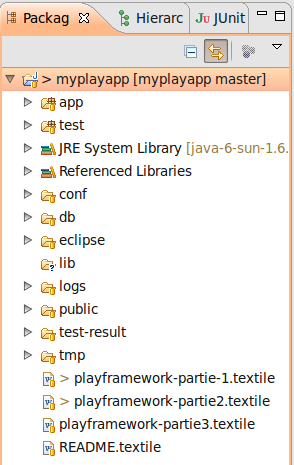 Packag Hierarc JUnit
> myplayapp [myplayapp master]
app
test
JRE System Library [java-6-sun-1.6.
Referenced Libraries
conf
db
eclipse
lib
logs
public
test-result
tmp
> playframework-partie-1.textile
> playframework-partie2.textile
playframework-partie3.textile
README.textile